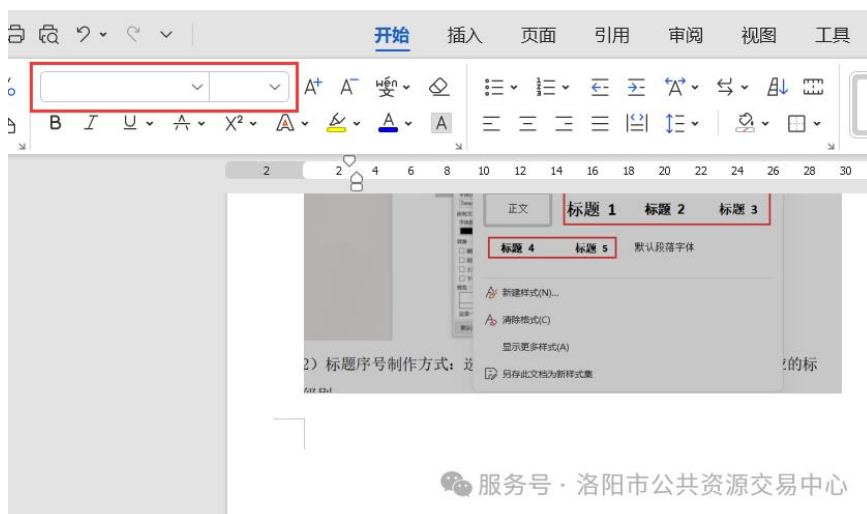 开始 插入 页面 引用 审阅 视图 工具
A+ A- wén 变
B I U A X² A A A
2 2 4 6 8 10 12 14 16 18 20 22 24 26 28 30
正文 标题 1 标题 2 标题 3
标题 4 标题 5 默认段落字体
新建样式(N)...
清除格式(C)
显示更多样式(A)
2）标题序号制作方式：
的标
另存此文档为新样式集
服务号 · 洛阳市公共资源交易中心